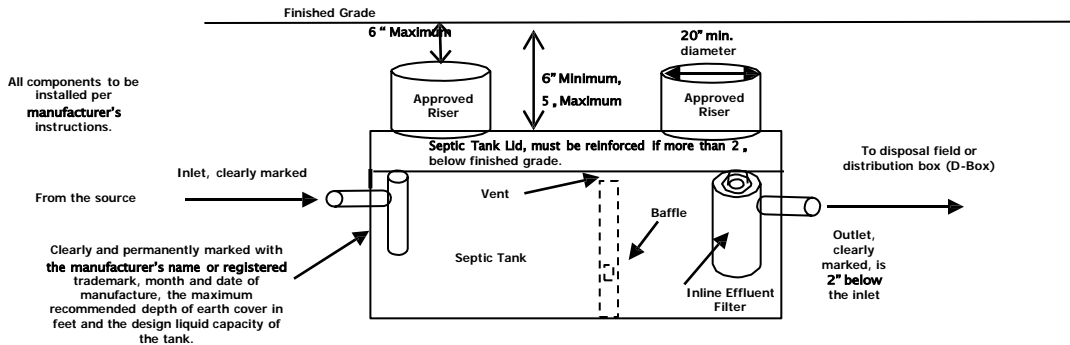 Finished Grade
6 " Maximum
20" min.
diameter
6" Minimum,
5 , Maximum
All components to be
installed per
manufacturer's
instructions.
Approved
Riser
Approved
Riser
Septic Tank Lid, must be reinforced if more than 2 ,
below finished grade.
To disposal field or
distribution box (D-Box)
Inlet, clearly marked
From the source
Vent
Baffle
Clearly and permanently marked with
the manufacturer's name or registered
trademark, month and date of
manufacture, the maximum
recommended depth of earth cover in
feet and the design liquid capacity of
the tank.
Septic Tank
Inline Effluent
Filter
Outlet,
clearly
marked, is
2" below
the inlet